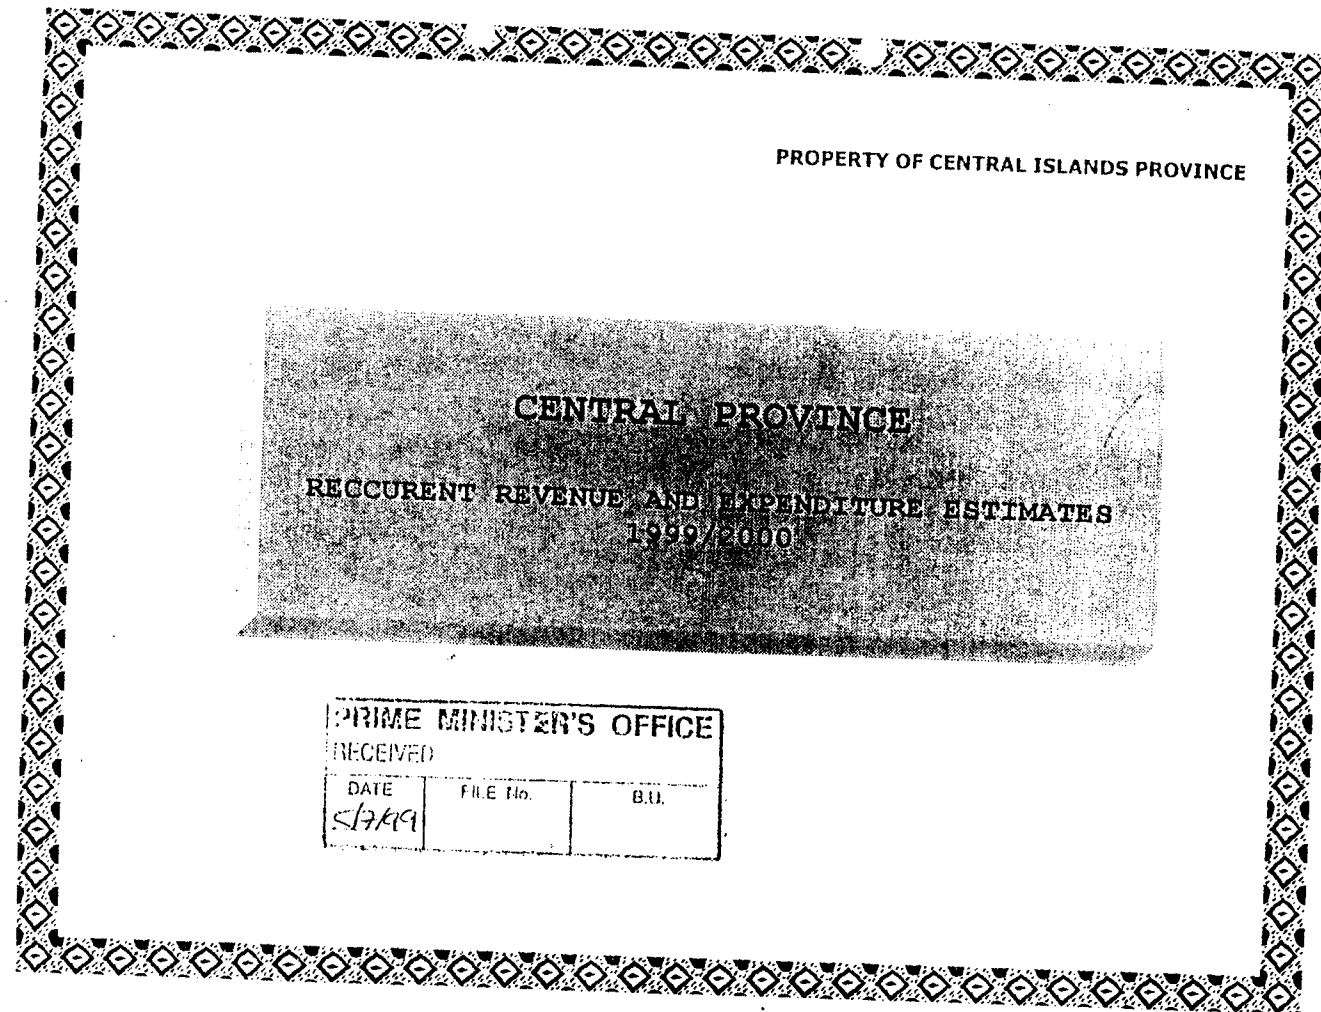 PROPERTY OF CENTRAL ISLANDS PROVINCE
CENTRAL PROVINCE
RECCURENT REVENUE AND EXPENDITURE ESTIMATES
1999/2000
PRIME MINISTER'S OFFICE
RECEIVED
DATE
FILE No.
B.U.
5/7/99